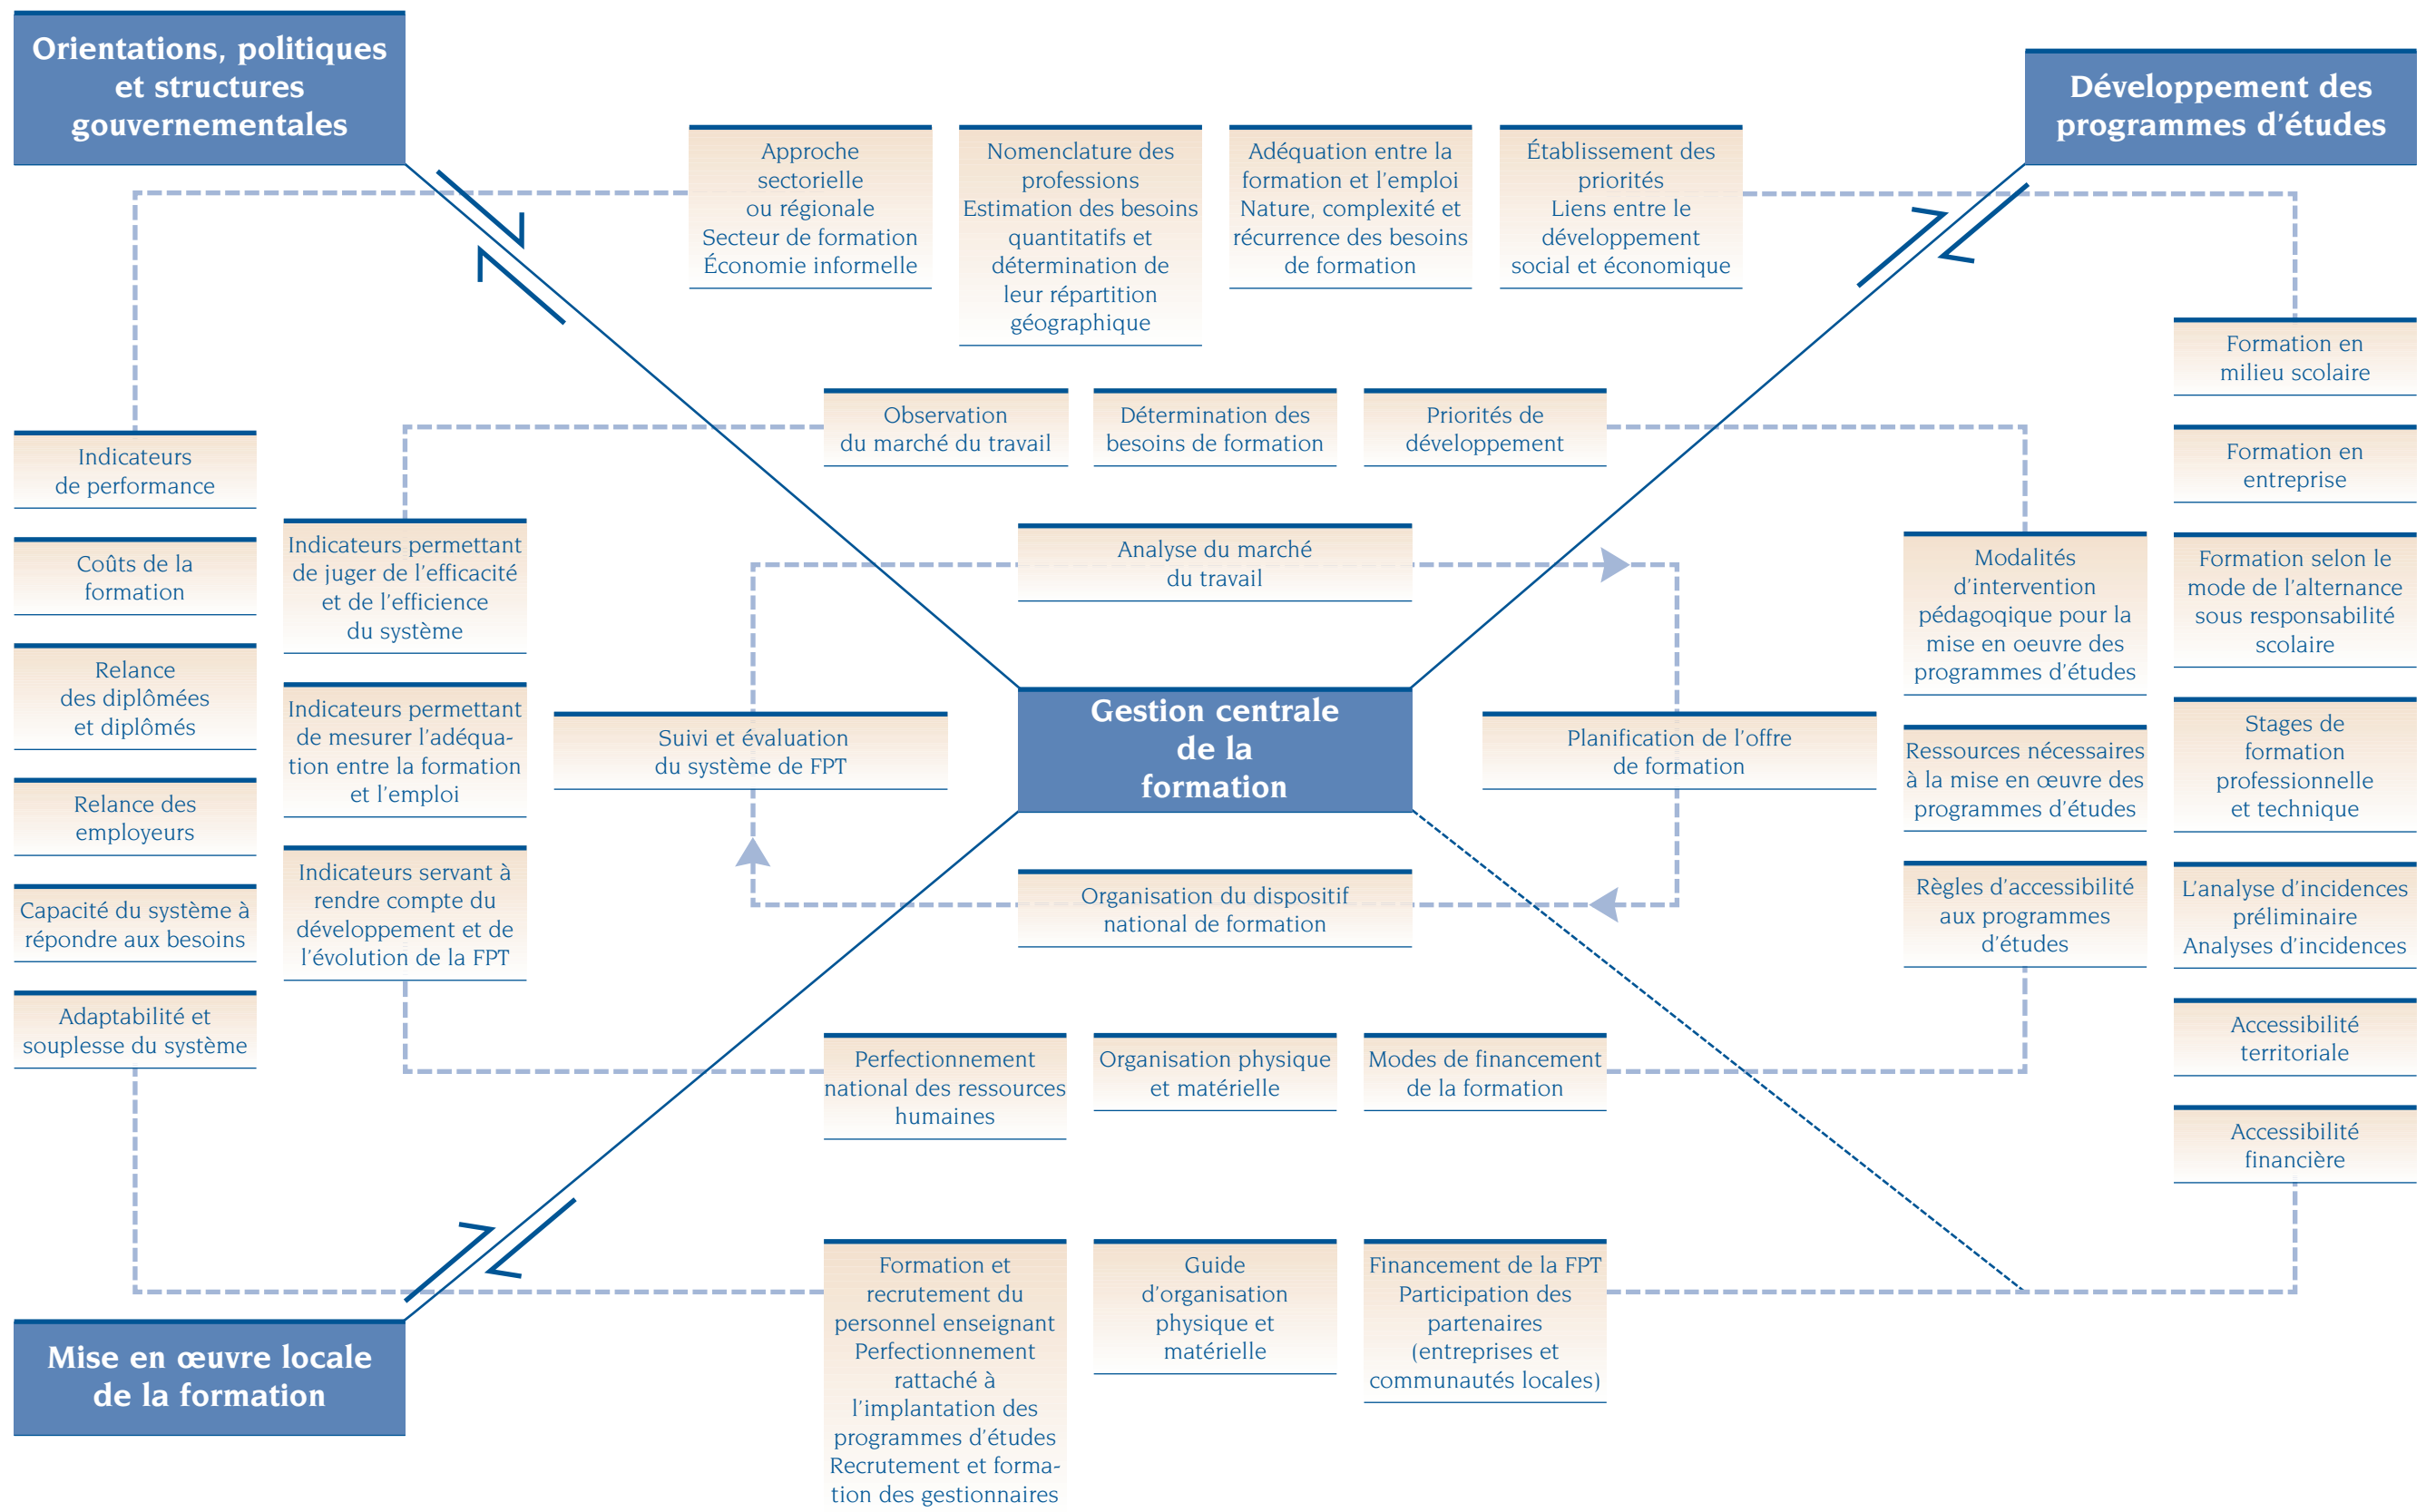 Orientations, politiques
et structures
gouvernementales
Développement des
programmes d'études
Approche
sectorielle
ou régionale
Secteur de formation
Économie informelle
Nomenclature des
professions
Estimation des besoins
quantitatifs et
détermination de
leur répartition
géographique
Adéquation entre la
formation et l'emploi
Nature, complexité et
récurrence des besoins
de formation
Établissement des
priorités
Liens entre le
développement
social et économique
Observation
du marché du travail
Détermination des
besoins de formation
Priorités de
développement
Indicateurs
de performance
Coûts de la
formation
Relance
des diplômées
et diplômés
Relance des
employeurs
Capacité du système à
répondre aux besoins
Adaptabilité et
souplesse du système
Indicateurs permettant
de juger de l'efficacité
et de l'efficience
du système
Indicateurs permettant
de mesurer l'adéqua-
tion entre la formation
et l'emploi
Indicateurs servant à
rendre compte du
développement et de
l'évolution de la FPT
Analyse du marché
du travail
Suivi et évaluation
du système de FPT
Gestion centrale
de la
formation
Planification de l'offre
de formation
Organisation du dispositif
national de formation
Modalités
d'intervention
pédagoqique pour la
mise en oeuvre des
programmes d'études
Ressources nécessaires
à la mise en œuvre des
programmes d'études
Règles d'accessibilité
aux programmes
d'études
Formation en
milieu scolaire
Formation en
entreprise
Formation selon le
mode de l'alternance
sous responsabilité
scolaire
Stages de
formation
professionnelle
et technique
L'analyse d'incidences
préliminaire
Analyses d'incidences
Accessibilité
territoriale
Accessibilité
financière
Perfectionnement
national des ressources
humaines
Organisation physique
et matérielle
Modes de financement
de la formation
Formation et
recrutement du
personnel enseignant
Perfectionnement
rattaché à
l'implantation des
programmes d'études
Recrutement et forma-
tion des gestionnaires
Guide
d'organisation
physique et
matérielle
Financement de la FPT
Participation des
partenaires
(entreprises et
communautés locales)
Mise en œuvre locale
de la formation